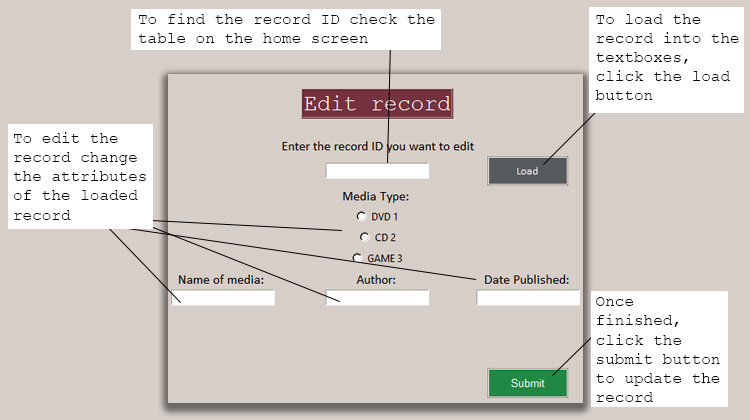 To find the record ID check the
table on the home screen
To load the
record into the
textboxes,
click the load
button
Edit record
To edit the
record change
the attributes
of the loaded
record
Enter the record ID you want to edit
Load
Media Type:
DVD 1
CD 2
GAME 3
Name of media:
Author:
Date Published:
Once
finished,
click the
submit button
to update the
record
Submit